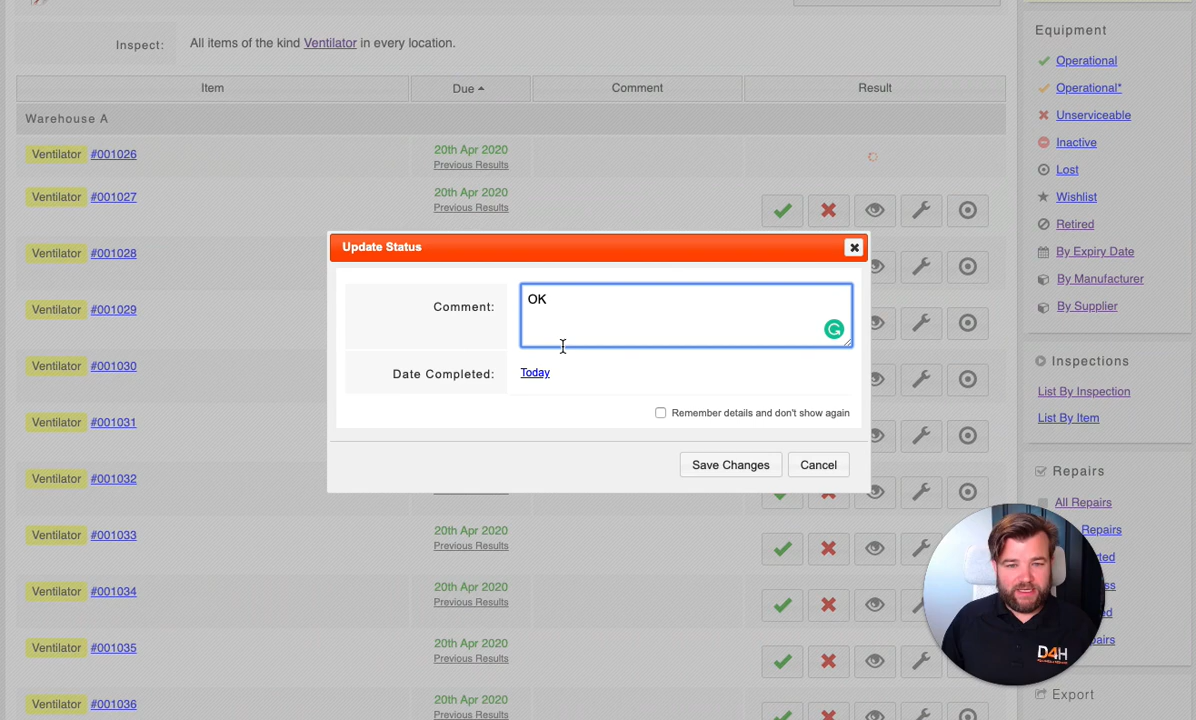 Inspect: All items of the kind Ventilator in every location.
Item Due Comment Result
Warehouse A
Ventilator #001026 20th Apr 2020
Previous Results
Ventilator #001027 20th Apr 2020
Previous Results
Ventilator #001028
Ventilator #001029
Ventilator #001030
Ventilator #001031
Ventilator #001032
Ventilator #001033 20th Apr 2020
Previous Results
Ventilator #001034 20th Apr 2020
Previous Results
Ventilator #001035 20th Apr 2020
Previous Results
Ventilator #001036 20th Apr 2020
Update Status
Comment: OK
Date Completed: Today
Remember details and don't show again
Save Changes Cancel
Equipment
Operational
Operational*
Unserviceable
Inactive
Lost
Wishlist
Retired
By Expiry Date
By Manufacturer
By Supplier
Inspections
List By Inspection
List By Item
Repairs
All Repairs
Repairs
Export
D4H